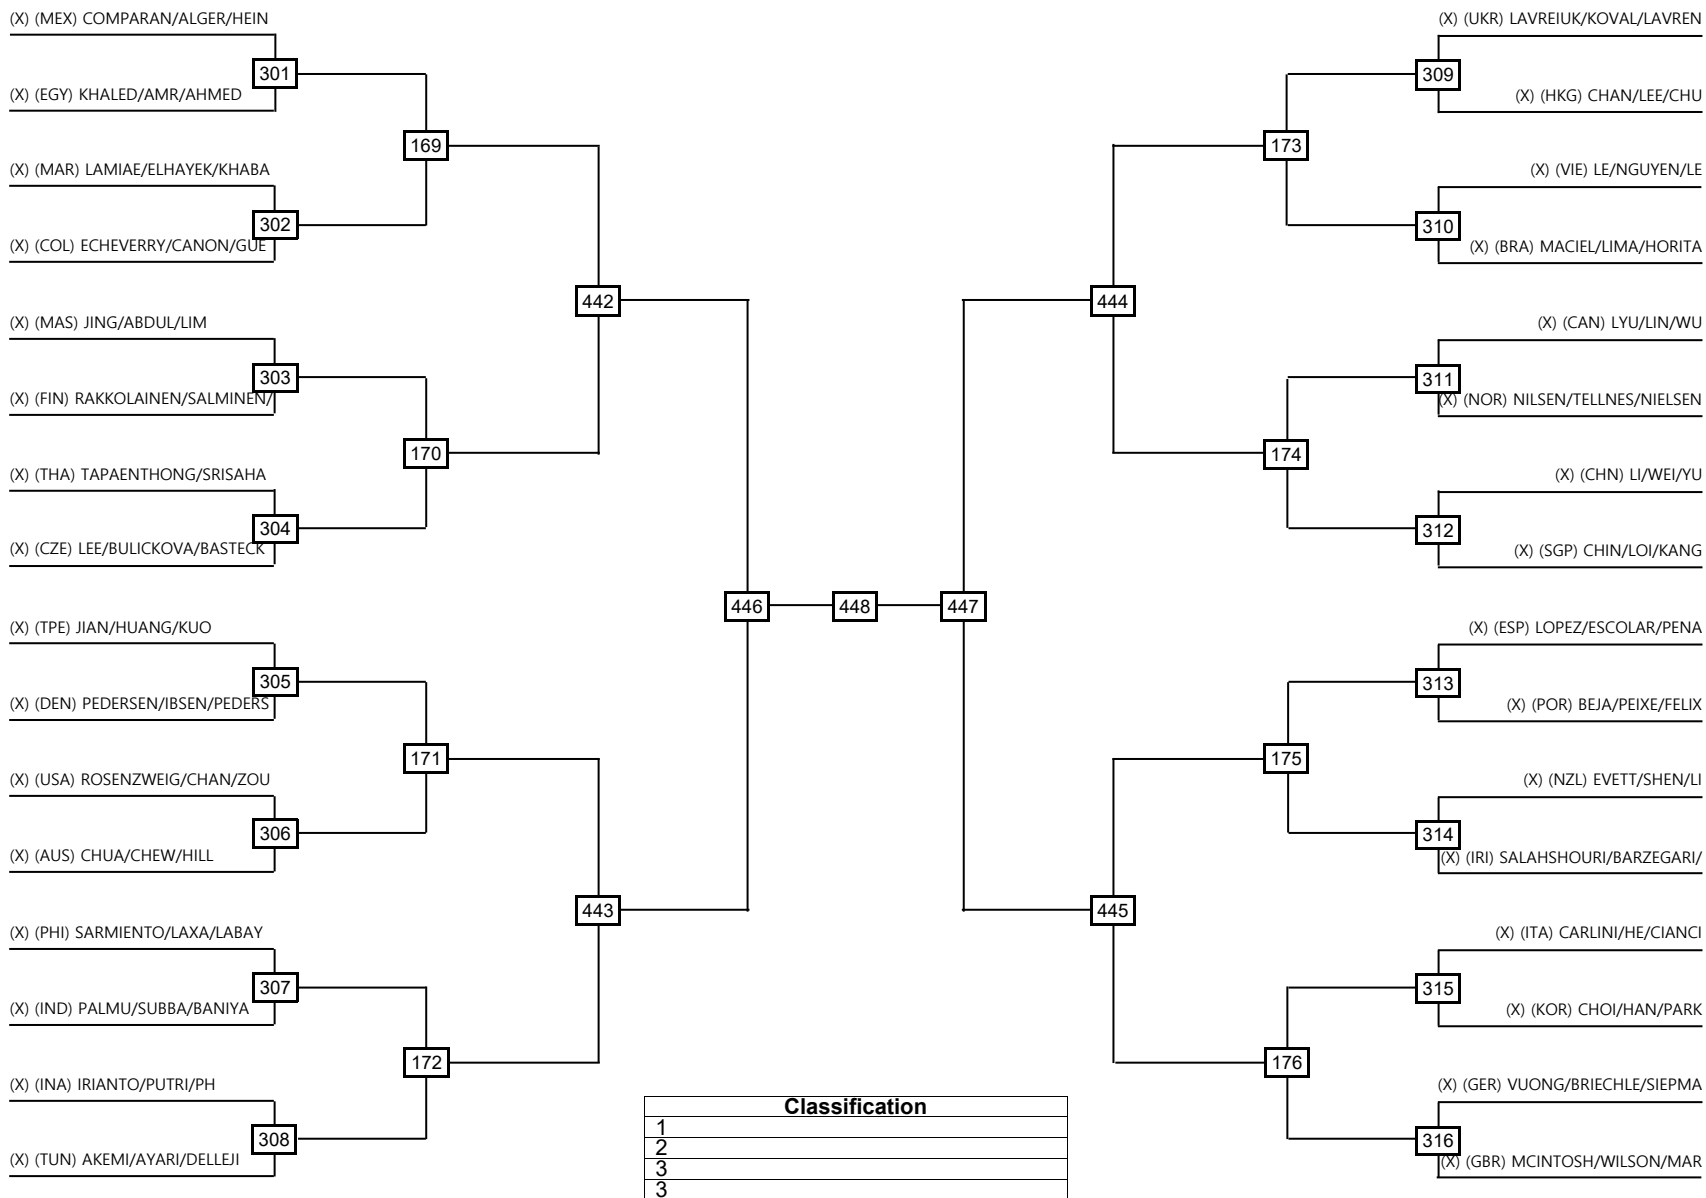 (X) (MEX) COMPARAN/ALGER/HEIN
301
(X) (EGY) KHALED/AMR/AHMED
169
(X) (MAR) LAMIAE/ELHAYEK/KHABA
302
(X) (COL) ECHEVERRY/CANON/GUE
442
(X) (MAS) JING/ABDUL/LIM
303
(X) (FIN) RAKKOLAINEN/SALMINEN/
170
(X) (THA) TAPAENTHONG/SRISAHA
304
(X) (CZE) LEE/BULICKOVA/BASTECK
446
448
447
(X) (TPE) JIAN/HUANG/KUO
305
(X) (DEN) PEDERSEN/IBSEN/PEDERS
171
(X) (USA) ROSENZWEIG/CHAN/ZOU
306
(X) (AUS) CHUA/CHEW/HILL
443
(X) (PHI) SARMIENTO/LAXA/LABAY
307
(X) (IND) PALMU/SUBBA/BANIYA
172
(X) (INA) IRIANTO/PUTRI/PH
308
(X) (TUN) AKEMI/AYARI/DELLEJI
(X) (UKR) LAVREIUK/KOVAL/LAVREN
309
(X) (HKG) CHAN/LEE/CHU
173
(X) (VIE) LE/NGUYEN/LE
310
(X) (BRA) MACIEL/LIMA/HORITA
444
(X) (CAN) LYU/LIN/WU
311
(X) (NOR) NILSEN/TELLNES/NIELSEN
174
(X) (CHN) LI/WEI/YU
312
(X) (SGP) CHIN/LOI/KANG
(X) (ESP) LOPEZ/ESCOLAR/PENA
313
(X) (POR) BEJA/PEIXE/FELIX
175
(X) (NZL) EVETT/SHEN/LI
314
(X) (IRI) SALAHSHOURI/BARZEGARI/
445
(X) (ITA) CARLINI/HE/CIANCI
315
(X) (KOR) CHOI/HAN/PARK
176
(X) (GER) VUONG/BRIECHLE/SIEPMA
316
(X) (GBR) MCINTOSH/WILSON/MAR
Classification
1
2
3
3